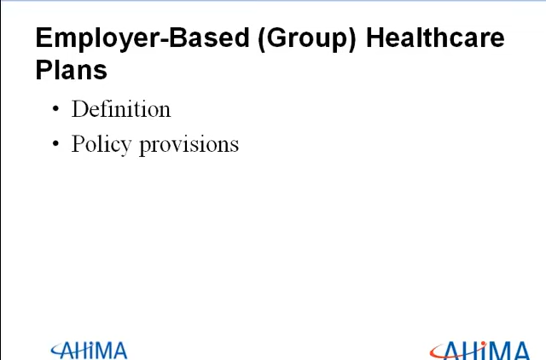 Employer-Based (Group) Healthcare
Plans
• Definition
• Policy provisions
AHiMA
AHiMA